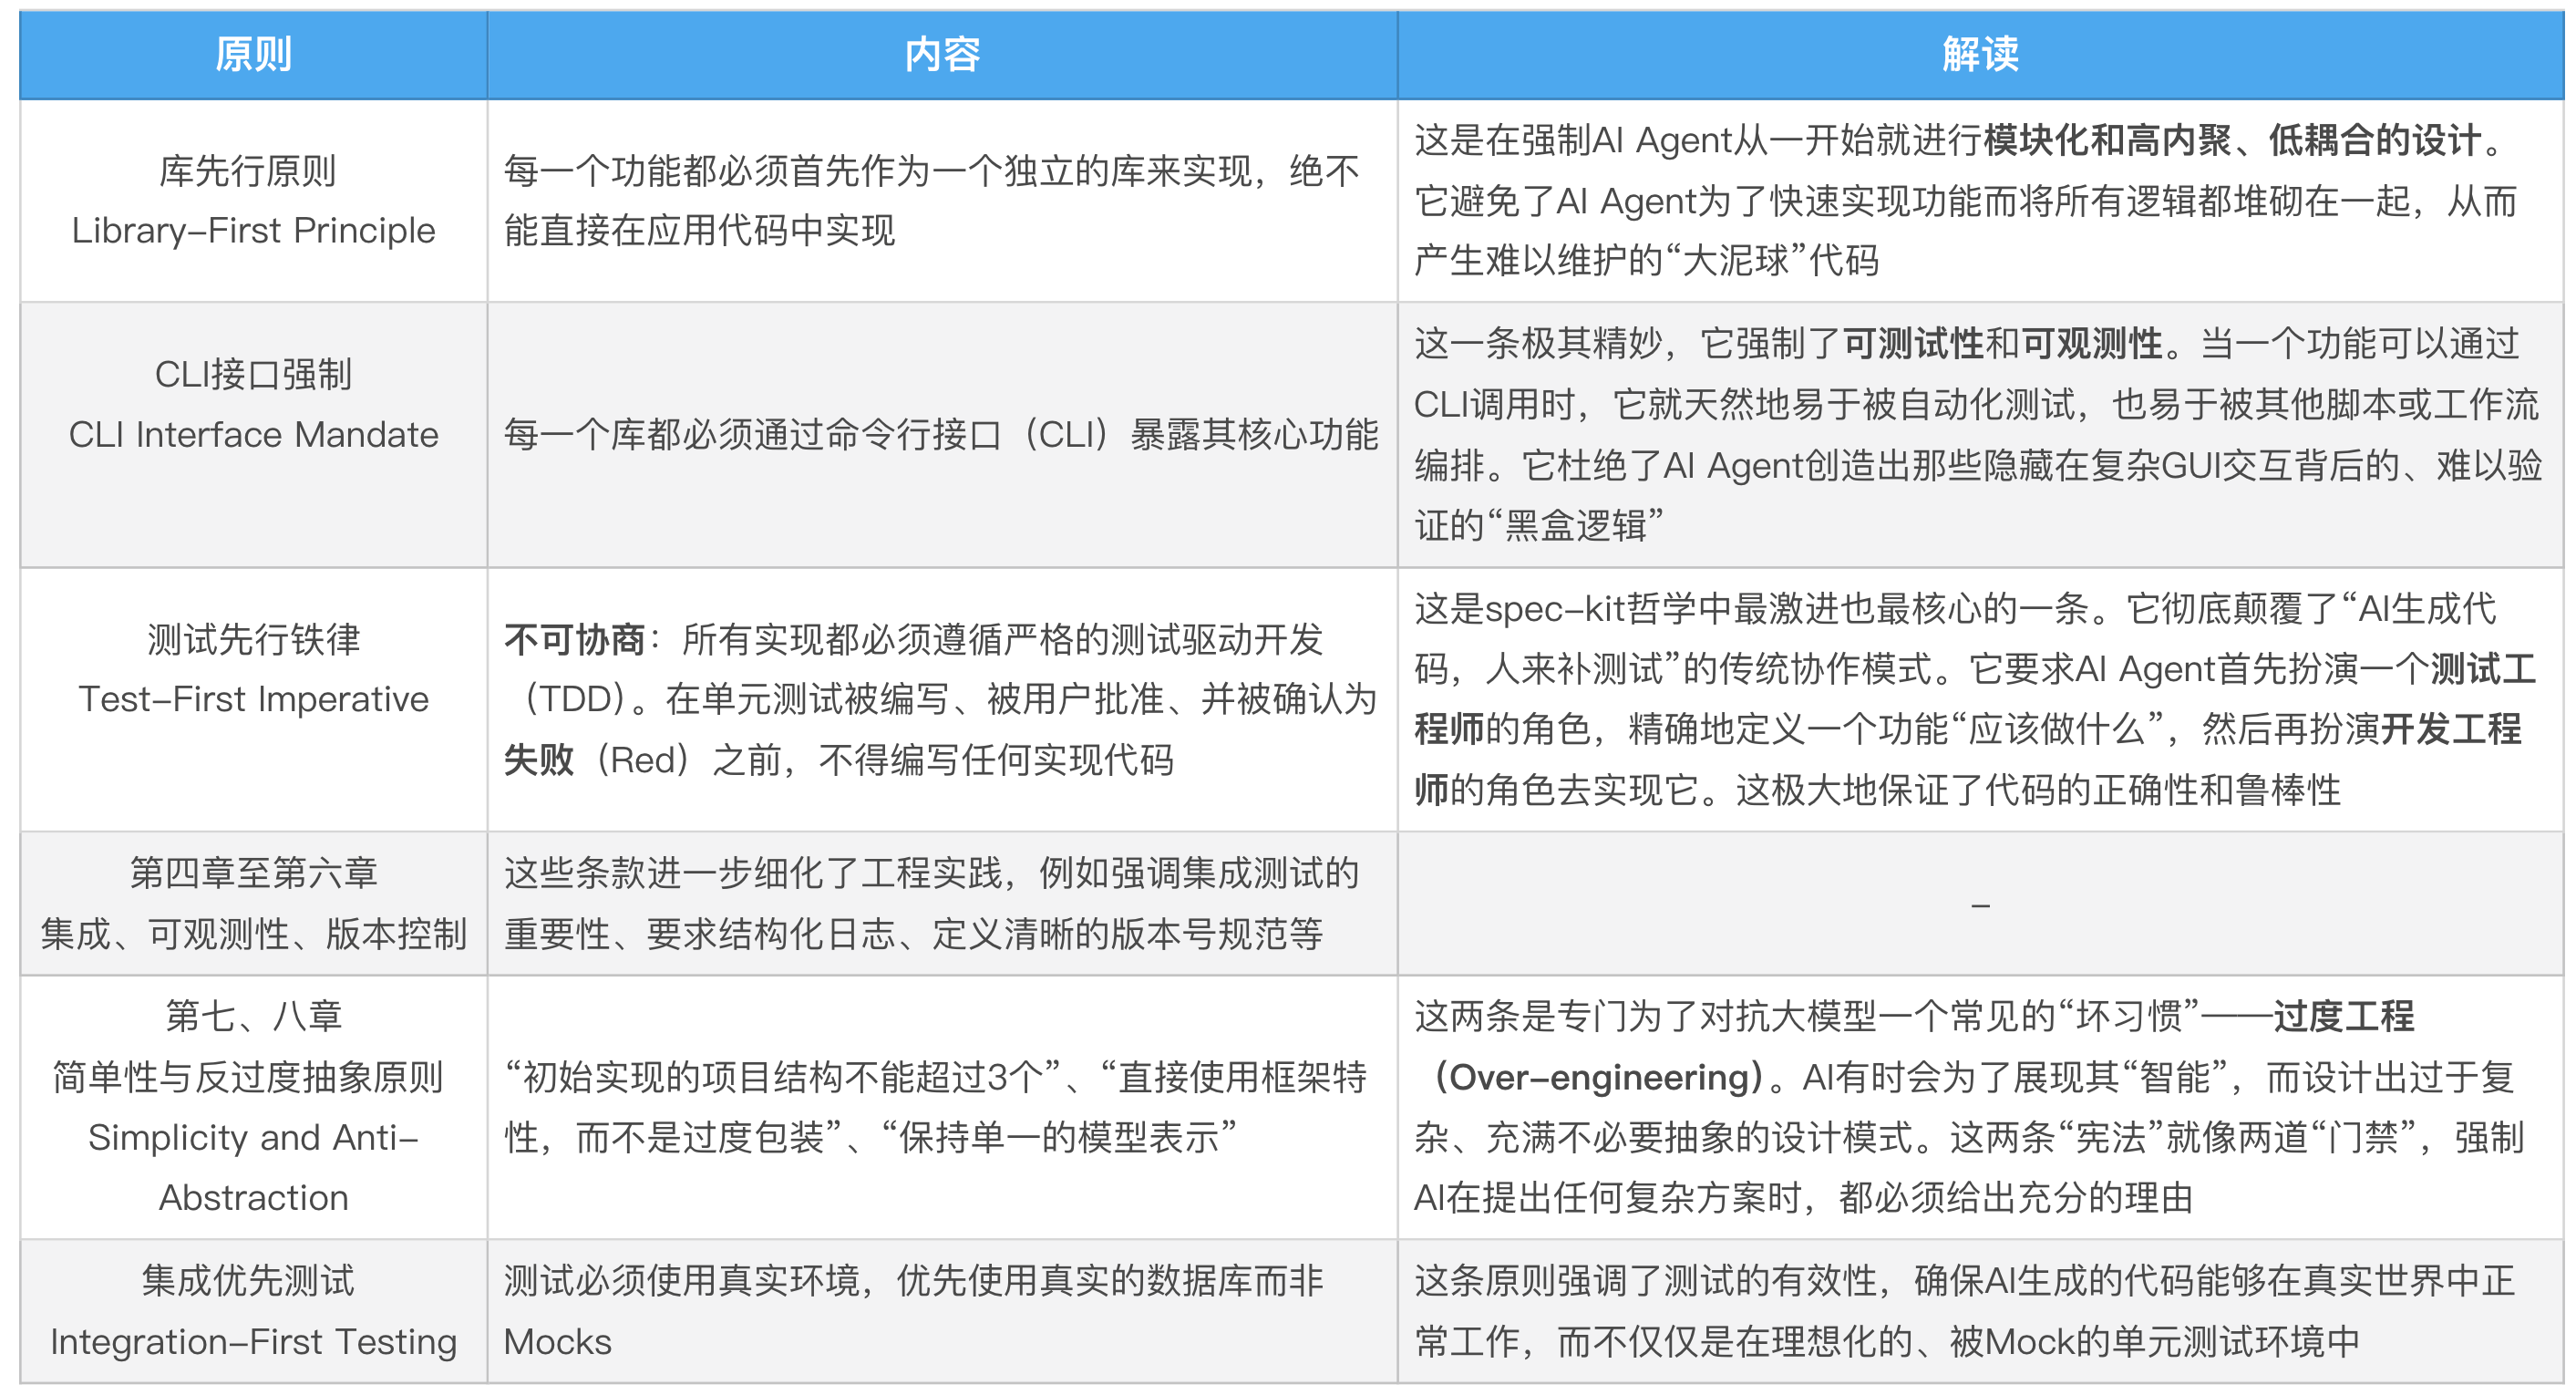 原则
内容
解读
库先行原则
Library-First Principle
每一个功能都必须首先作为一个独立的库来实现，绝不
能直接在应用代码中实现
这是在强制AI Agent从一开始就进行模块化和高内聚、低耦合的设计。
它避免了AI Agent为了快速实现功能而将所有逻辑都堆砌在一起，从而
产生难以维护的“大泥球”代码
CLI接口强制
CLI Interface Mandate
每一个库都必须通过命令行接口（CLI）暴露其核心功能
这一条极其精妙，它强制了可测试性和可观测性。当一个功能可以通过
CLI调用时，它就天然地易于被自动化测试，也易于被其他脚本或工作流
编排。它杜绝了AI Agent创造出那些隐藏在复杂GUI交互背后的、难以验
证的“黑盒逻辑”
测试先行铁律
Test-First Imperative
不可协商：所有实现都必须遵循严格的测试驱动开发
（TDD）。在单元测试被编写、被用户批准、并被确认为
失败（Red）之前，不得编写任何实现代码
这是spec-kit哲学中最激进也最核心的一条。它彻底颠覆了“AI生成代
码，人来补测试”的传统协作模式。它要求AI Agent首先扮演一个测试工
程师的角色，精确地定义一个功能“应该做什么”，然后再扮演开发工程
师的角色去实现它。这极大地保证了代码的正确性和鲁棒性
第四章至第六章
集成、可观测性、版本控制
这些条款进一步细化了工程实践，例如强调集成测试的
重要性、要求结构化日志、定义清晰的版本号规范等
-
第七、八章
简单性与反过度抽象原则
Simplicity and Anti-
Abstraction
“初始实现的项目结构不能超过3个”、“直接使用框架特
性，而不是过度包装”、“保持单一的模型表示”
这两条是专门为了对抗大模型一个常见的“坏习惯”——过度工程
（Over-engineering）。AI有时会为了展现其“智能”，而设计出过于复
杂、充满不必要抽象的设计模式。这两条“宪法”就像两道“门禁”，强制
AI在提出任何复杂方案时，都必须给出充分的理由
集成优先测试
Integration-First Testing
测试必须使用真实环境，优先使用真实的数据库而非
Mocks
这条原则强调了测试的有效性，确保AI生成的代码能够在真实世界中正
常工作，而不仅仅是在理想化的、被Mock的单元测试环境中